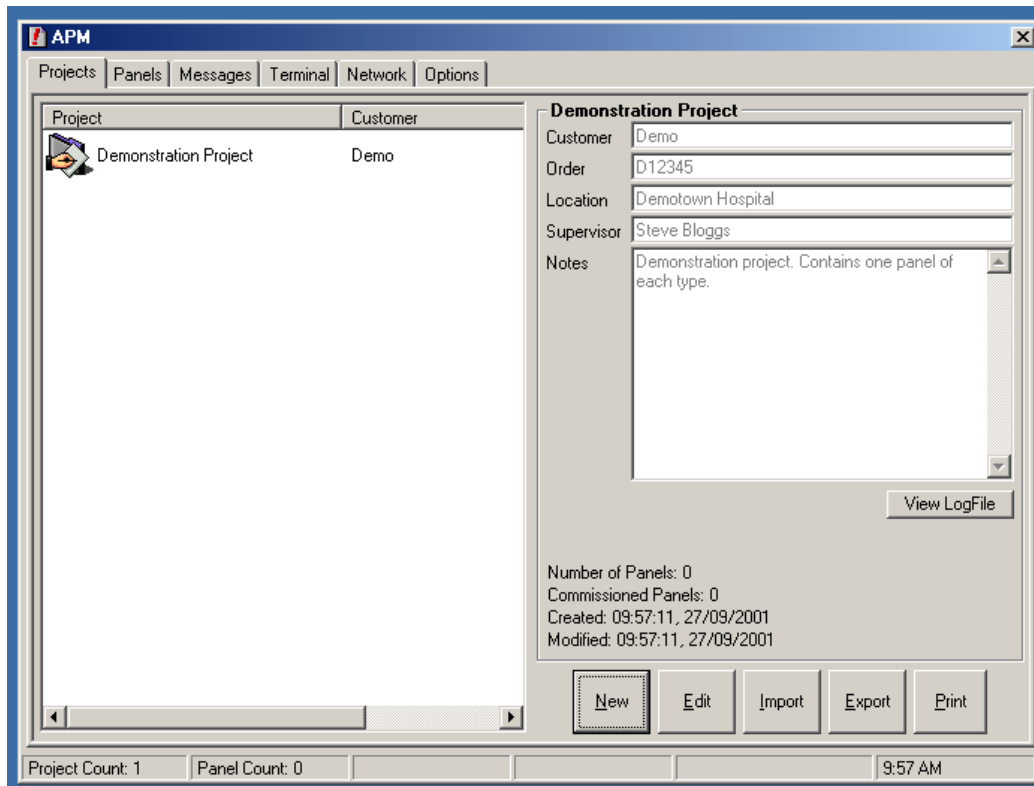 APM
Projects Panels Messages Terminal Network Options
Project Customer
Demonstration Project Demo
Demonstration Project
Customer Demo
Order D12345
Location Demotown Hospital
Supervisor Steve Bloggs
Notes Demonstration project. Contains one panel of
each type.
View LogFile
Number of Panels: 0
Commissioned Panels: 0
Created: 09:57:11, 27/09/2001
Modified: 09:57:11, 27/09/2001
New Edit Import Export Print
Project Count: 1 Panel Count: 0 9:57 AM